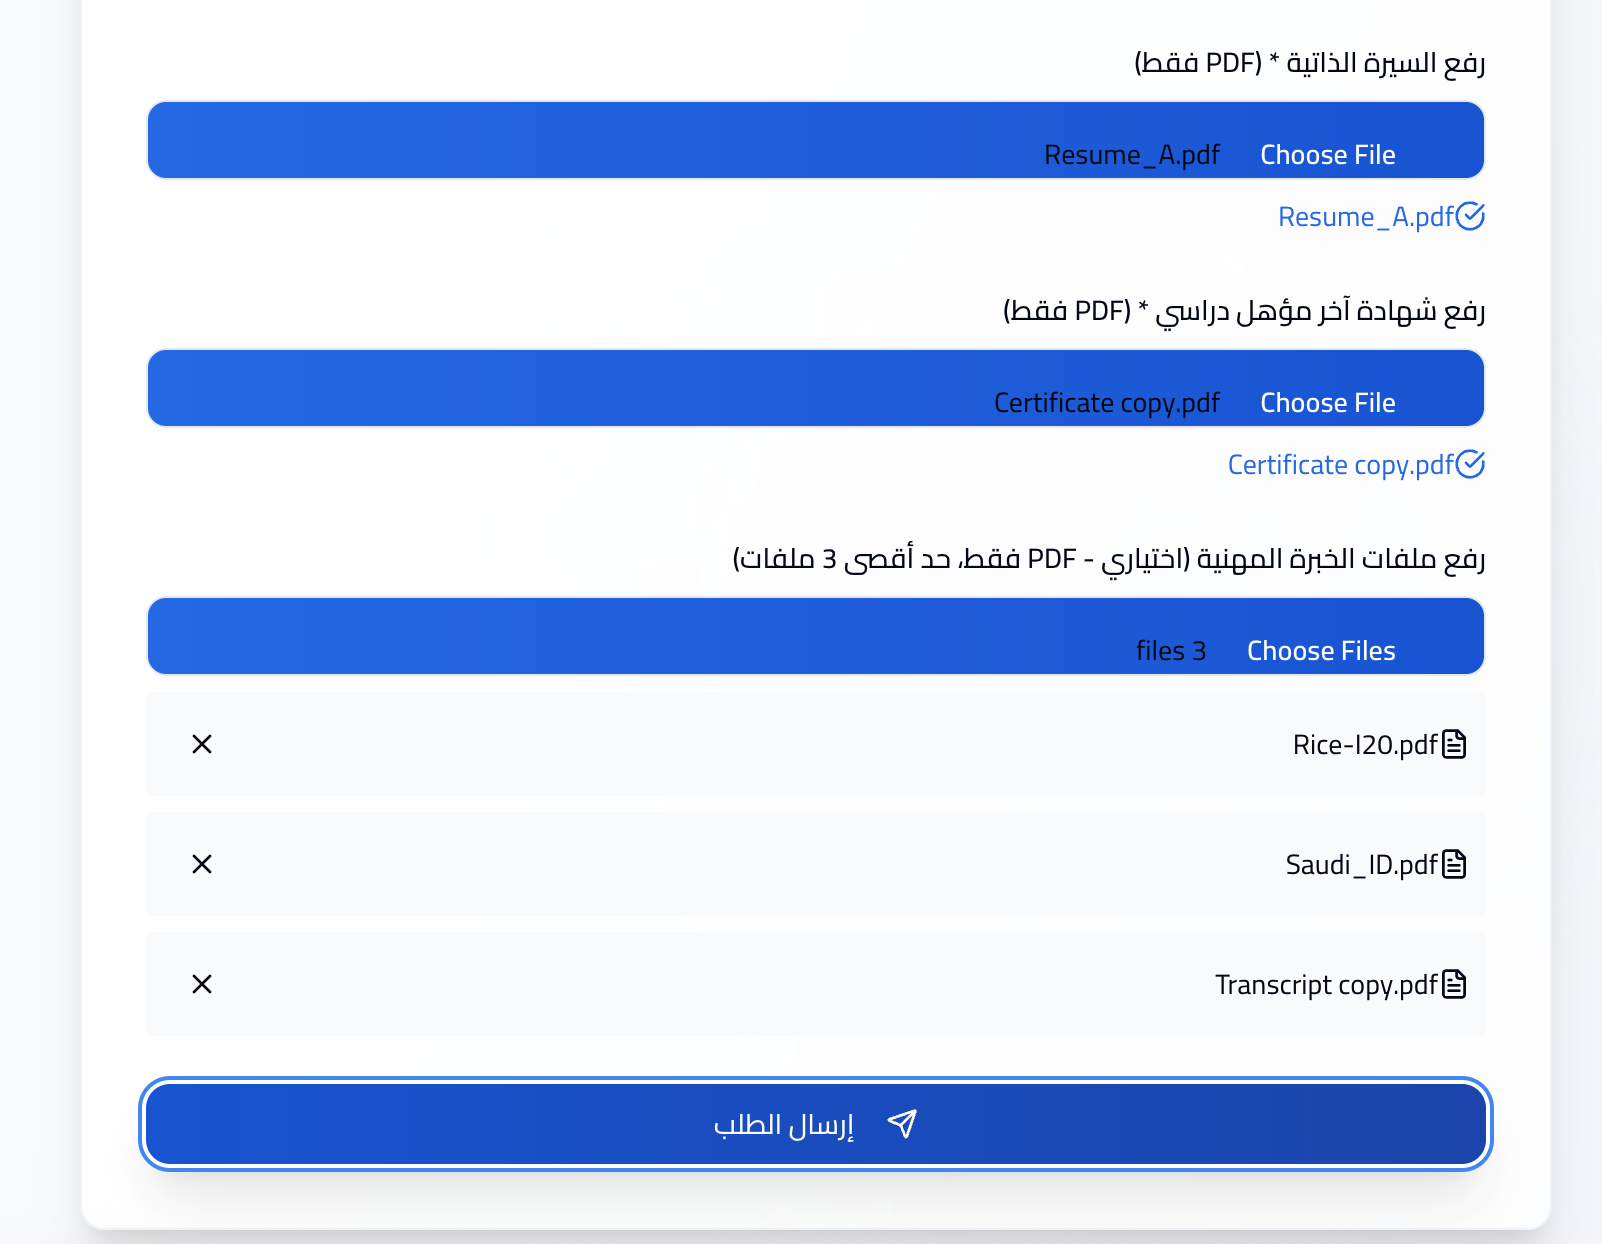 رفع السيرة الذاتية * (PDF فقط)
Choose File Resume_A.pdf
Resume_A.pdf
رفع شهادة آخر مؤهل دراسي * (PDF فقط)
Choose File Certificate copy.pdf
Certificate copy.pdf
رفع ملفات الخبرة المهنية (اختياري - PDF فقط، حد أقصى 3 ملفات)
Choose Files 3 files
Rice-I20.pdf
Saudi_ID.pdf
Transcript copy.pdf
إرسال الطلب